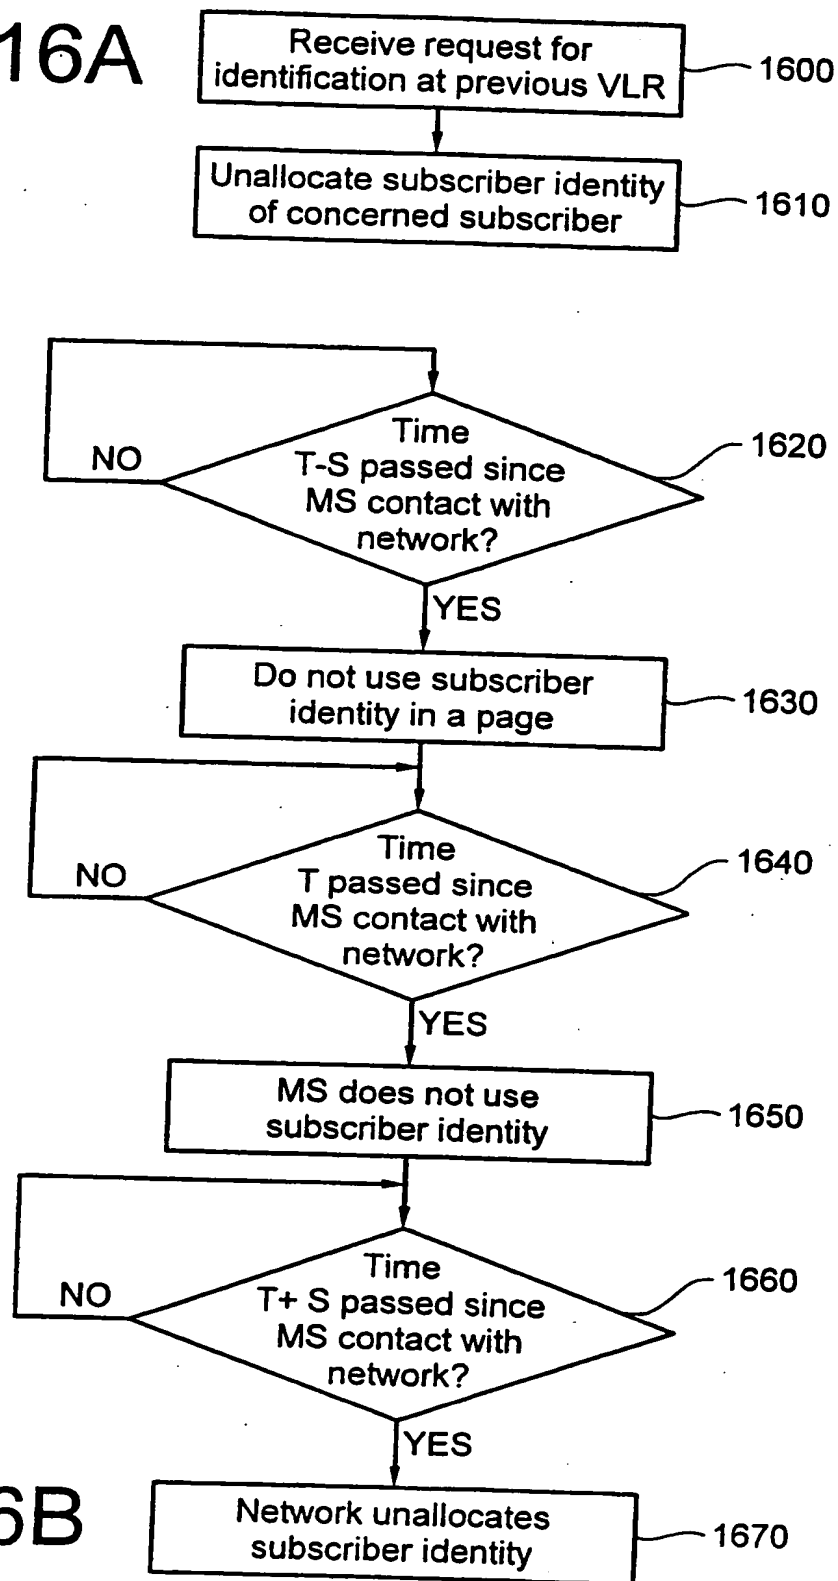 16A
Receive request for
identification at previous VLR
1600
Unallocate subscriber identity
of concerned subscriber
1610
Time
T-S passed since
MS contact with
network?
1620
NO
YES
Do not use subscriber
identity in a page
1630
Time
T passed since
MS contact with
network?
1640
NO
YES
MS does not use
subscriber identity
1650
Time
T+ S passed since
MS contact with
network?
1660
NO
YES
6B
Network unallocates
subscriber identity
1670